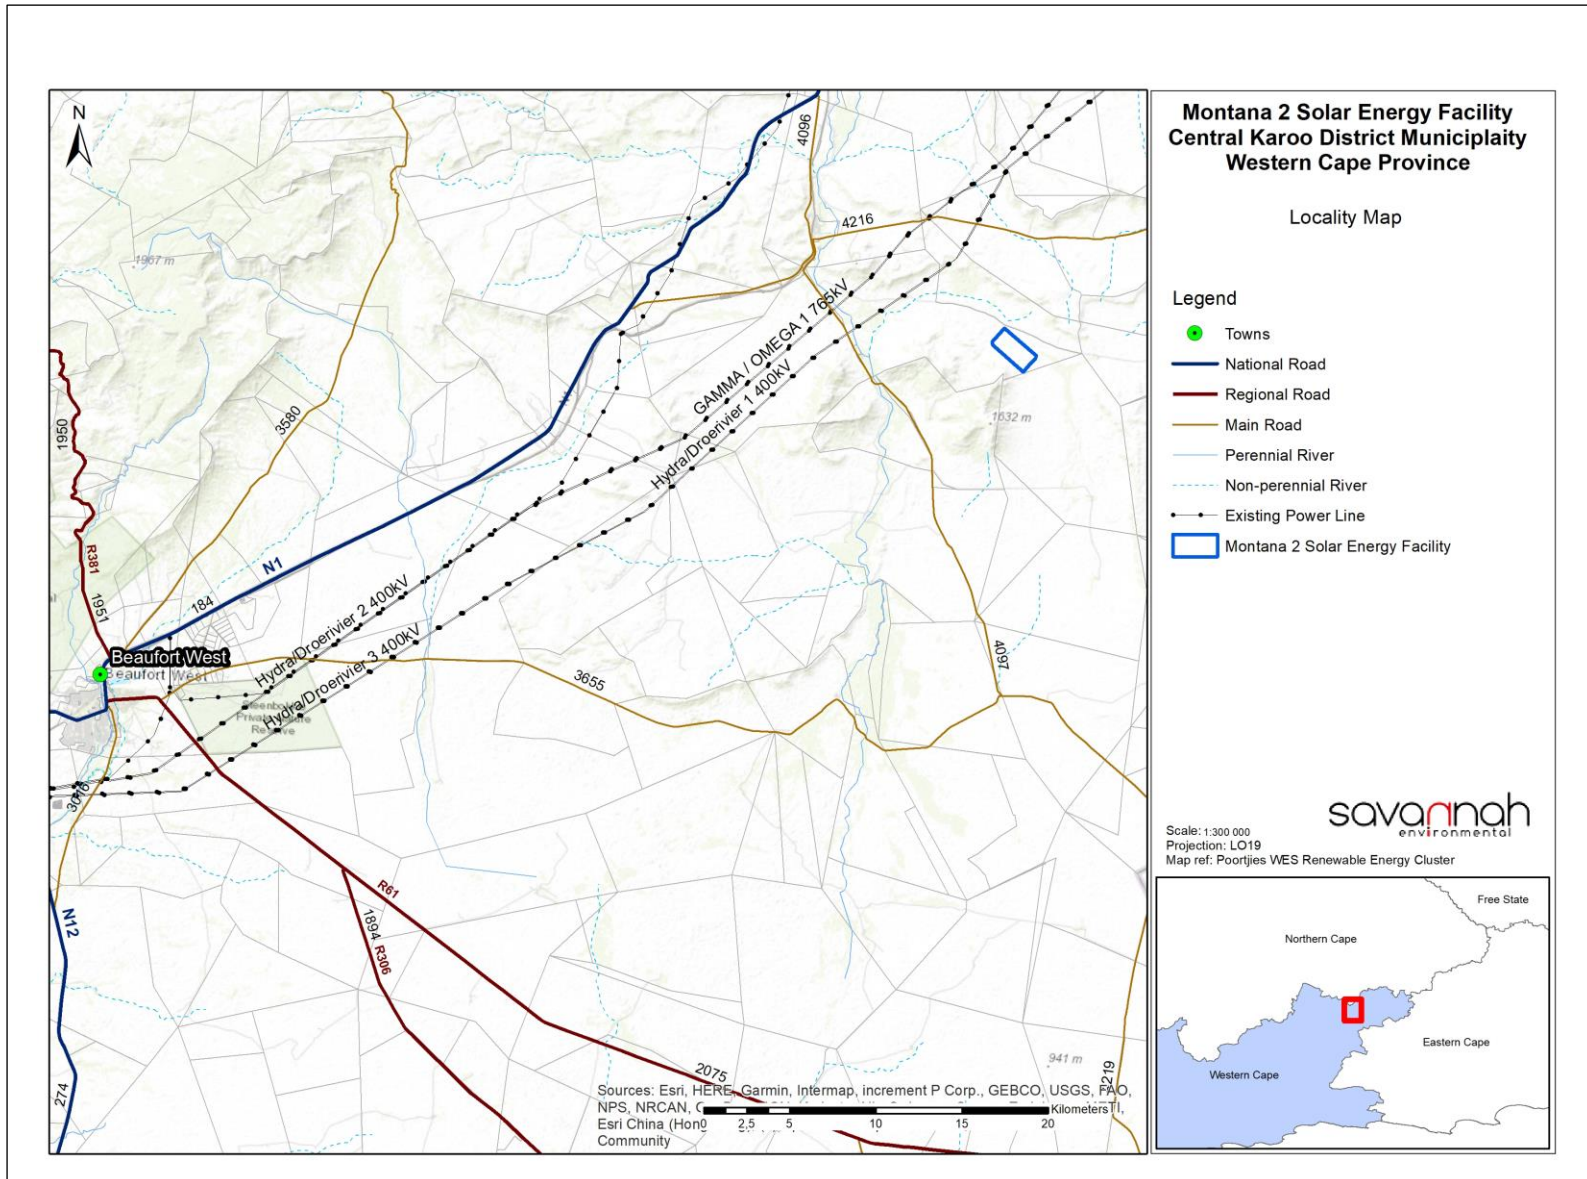 Montana 2 Solar Energy Facility
Central Karoo District Municiplaity
Western Cape Province
Locality Map
Legend
Towns
National Road
Regional Road
Main Road
Perennial River
Non-perennial River
Existing Power Line
Montana 2 Solar Energy Facility
savannah
environmental
Scale: 1:300 000
Projection: LO19
Map ref: Poortjies WES Renewable Energy Cluster
Free State
Northern Cape
Eastern Cape
Western Cape
N
4096
4216
1967 m
GAMMA / OMEGA 1 765kV
Hydra/Droerivier 1 400kV
1632 m
3580
1950
R381
1951
N1
184
Hydra/Droerivier 2 400kV
Hydra/Droerivier 3 400kV
Beaufort West
Beaufort West
Private Nature
Reserve
3655
4097
3016
R61
1894
R306
N12
274
2075
941 m
2219
Sources: Esri, HERE, Garmin, Intermap, increment P Corp., GEBCO, USGS, FAO,
NPS, NRCAN,
Esri China (Hon
Community
0 2,5 5 10 15 20
Kilometers